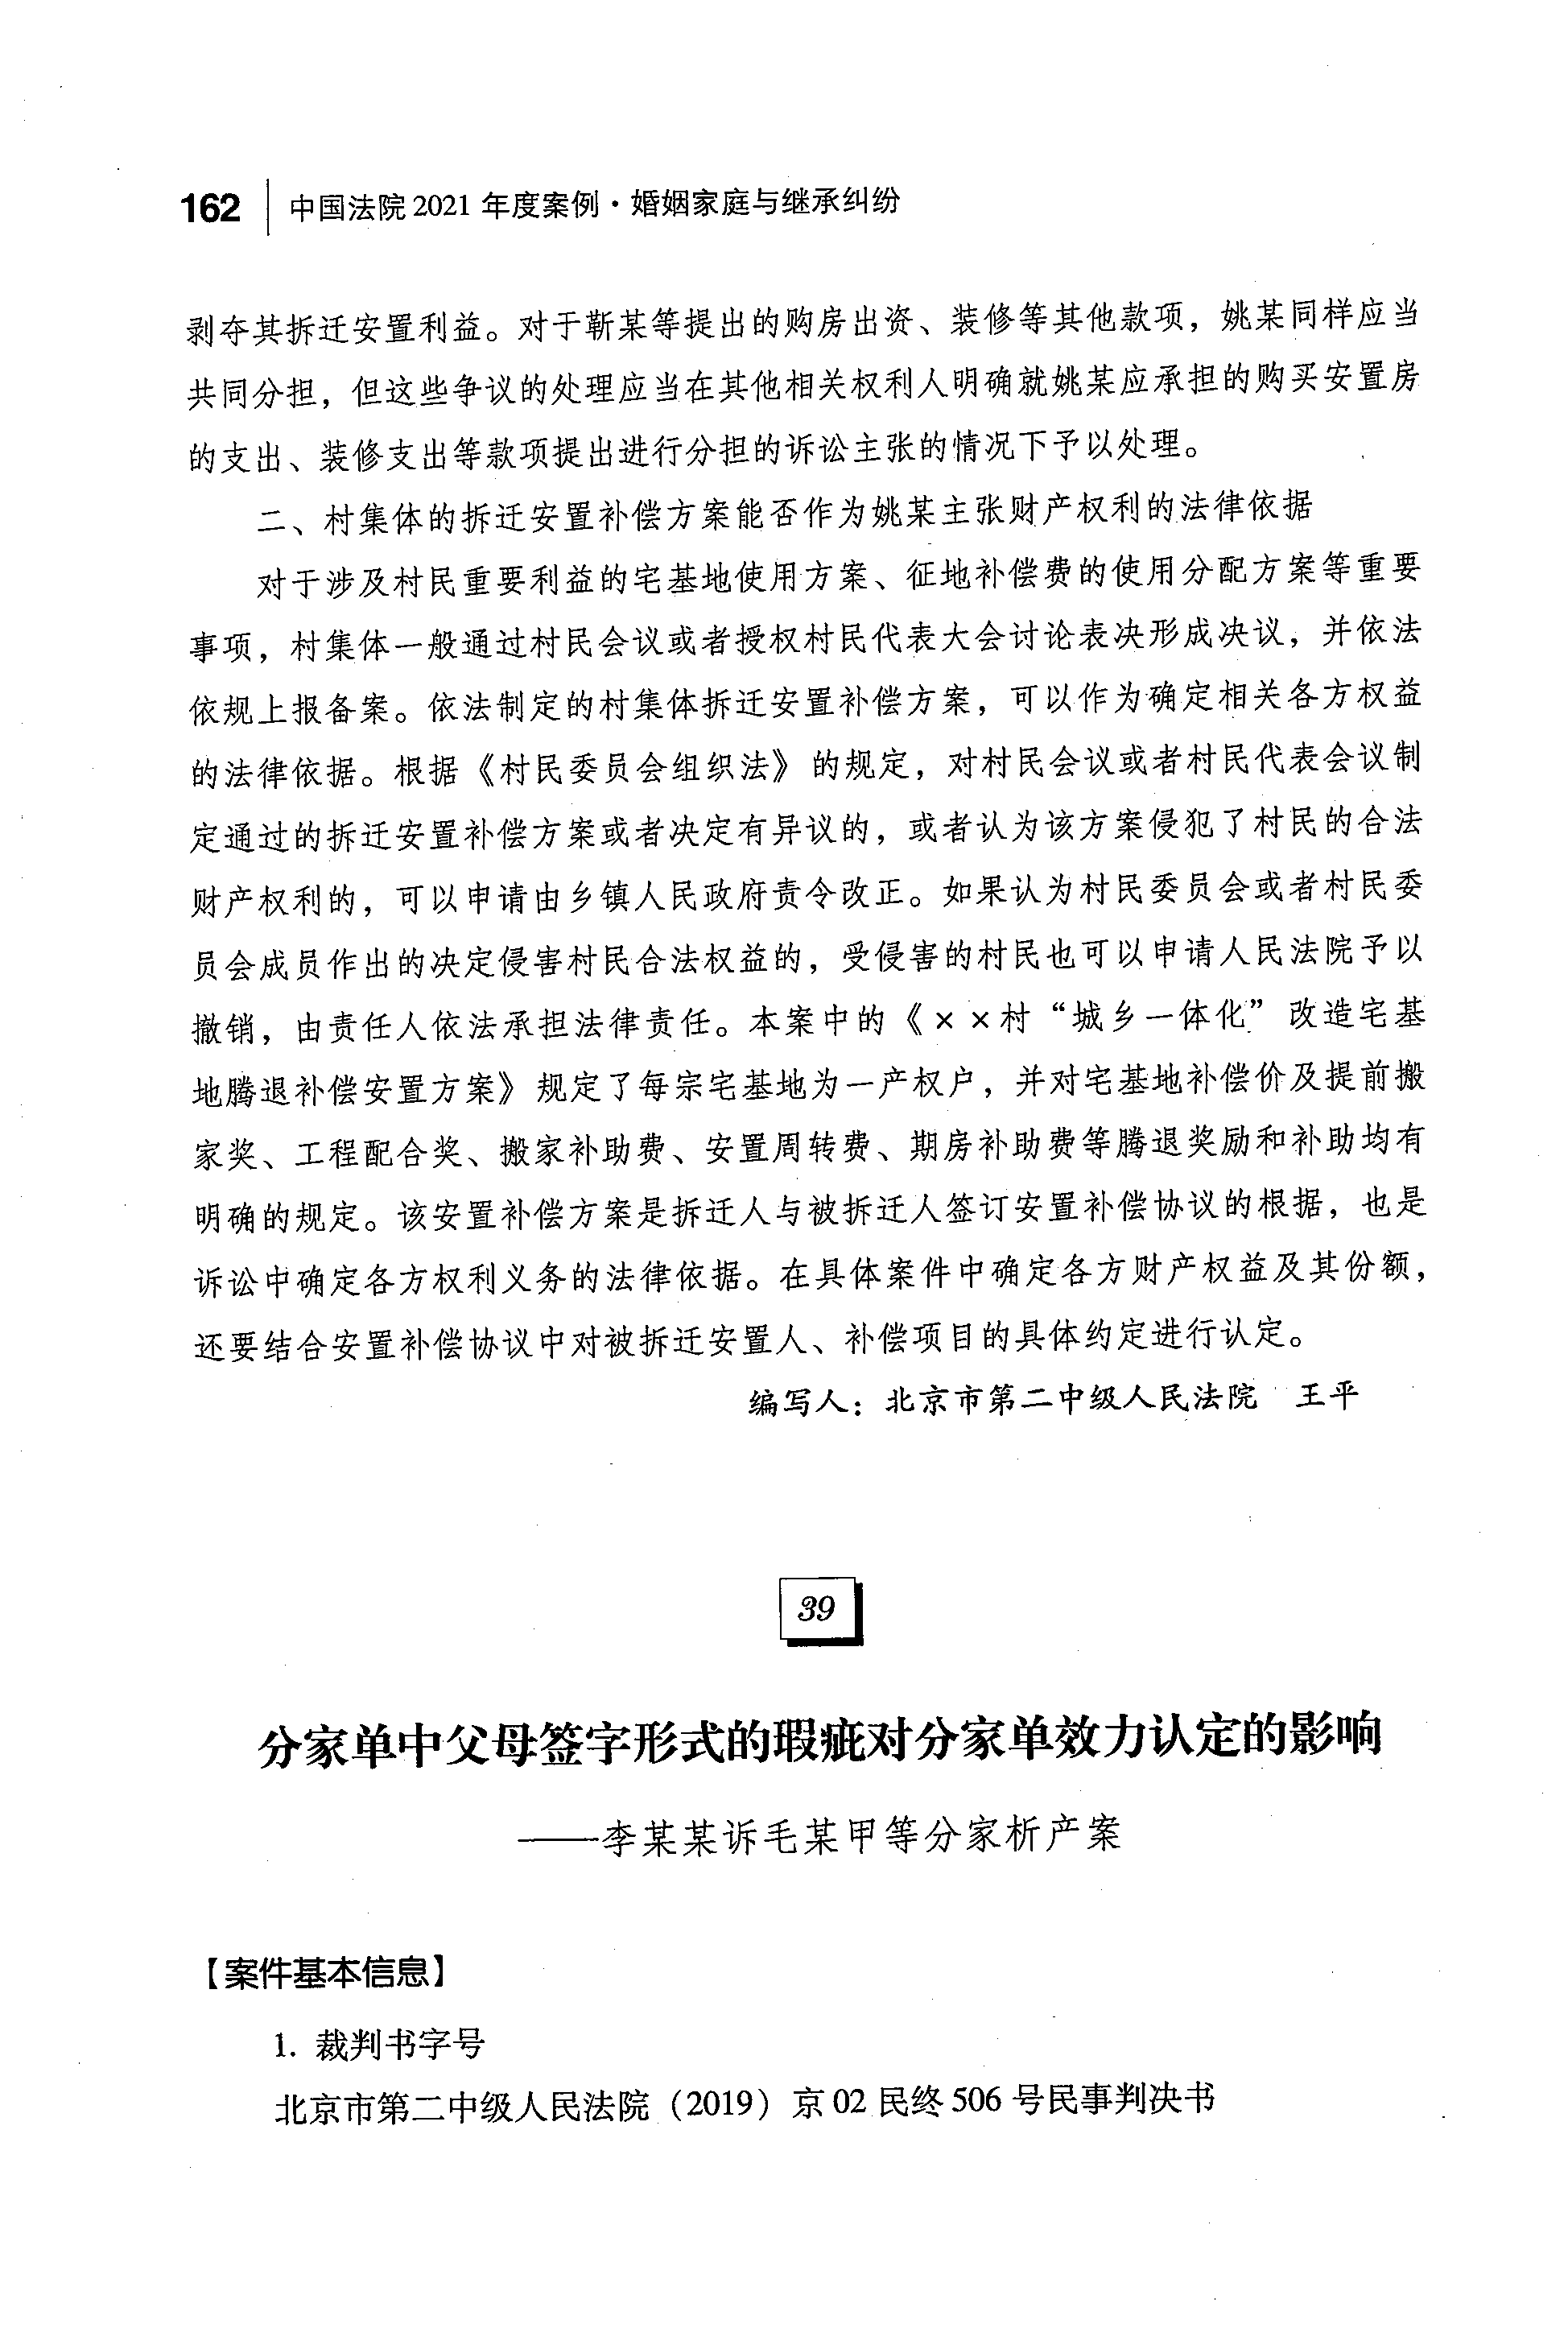 162 | 中国法院 2021 年度案例·婚姻家庭与继承纠纷
剥夺其拆迁安置利益。对于靳某等提出的购房出资、装修等其他款项，姚某同样应当
共同分担，但这些争议的处理应当在其他相关权利人明确就姚某应承担的购买安置房
的支出、装修支出等款项提出进行分担的诉讼主张的情况下予以处理。
二、村集体的拆迁安置补偿方案能否作为姚某主张财产权利的法律依据
对于涉及村民重要利益的宅基地使用方案、征地补偿费的使用分配方案等重要
事项，村集体一般通过村民会议或者授权村民代表大会讨论表决形成决议，并依法
依规上报备案。依法制定的村集体拆迁安置补偿方案，可以作为确定相关各方权益
的法律依据。根据《村民委员会组织法》的规定，对村民会议或者村民代表会议制
定通过的拆迁安置补偿方案或者决定有异议的，或者认为该方案侵犯了村民的合法
财产权利的，可以申请由乡镇人民政府责令改正。如果认为村民委员会或者村民委
员会成员作出的决定侵害村民合法权益的，受侵害的村民也可以申请人民法院予以
撤销，由责任人依法承担法律责任。本案中的《××村“城乡一体化”改造宅基
地腾退补偿安置方案》规定了每宗宅基地为一产权户，并对宅基地补偿价及提前搬
家奖、工程配合奖、搬家补助费、安置周转费、期房补助费等腾退奖励和补助均有
明确的规定。该安置补偿方案是拆迁人与被拆迁人签订安置补偿协议的根据，也是
诉讼中确定各方权利义务的法律依据。在具体案件中确定各方财产权益及其份额，
还要结合安置补偿协议中对被拆迁安置人、补偿项目的具体约定进行认定。
编写人：北京市第二中级人民法院 王平
39
分家单中父母签字形式的瑕疵对分家单效力认定的影响
——李某某诉毛某甲等分家析产案
【案件基本信息】
1. 裁判书字号
北京市第二中级人民法院（2019）京 02 民终 506 号民事判决书